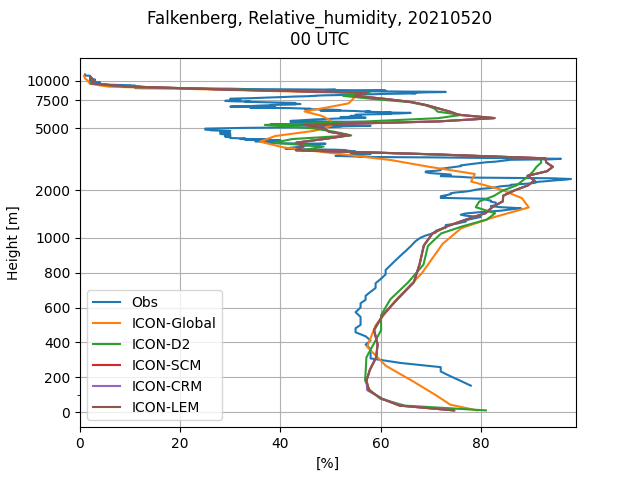 Falkenberg, Relative_humidity, 20210520
00 UTC
10000
7500
5000
2000
1000
800
600
400
200
0
Height [m]
Obs
ICON-Global
ICON-D2
ICON-SCM
ICON-CRM
ICON-LEM
0 20 40 60 80
[%]